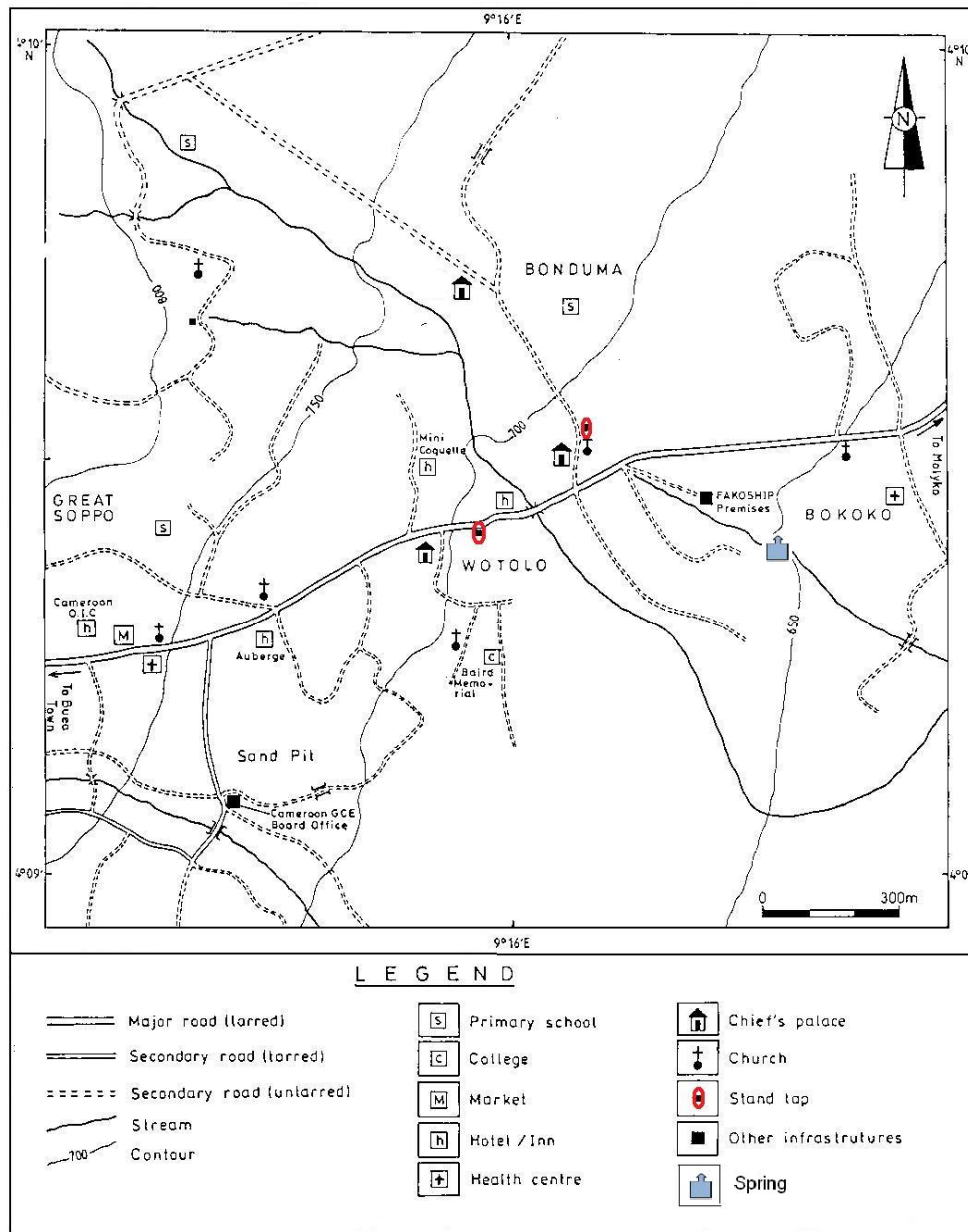 9°16'E
4°10'
N
4°10
N
N
BONDUMA
800
750
700
Mini
Coquette
h
To Molyko
GREAT
SOPPO
FAKOSHIP
Premises
BOKOKO
WOTOLO
Cameroon
O.I.C
h
M
h
Auberge
650
Baird
Memo-
rial
To Buea
Town
Sand Pit
Cameroon GCE
Board Office
4°09'
N
4°0
N
0 300m
9°16'E
LEGEND
Major road (tarred)
Secondary road (tarred)
Secondary road (untarred)
Stream
700 Contour
s Primary school
c College
M Market
h Hotel/Inn
Health centre
Chief's palace
Church
Stand tap
Other infrastrutures
Spring